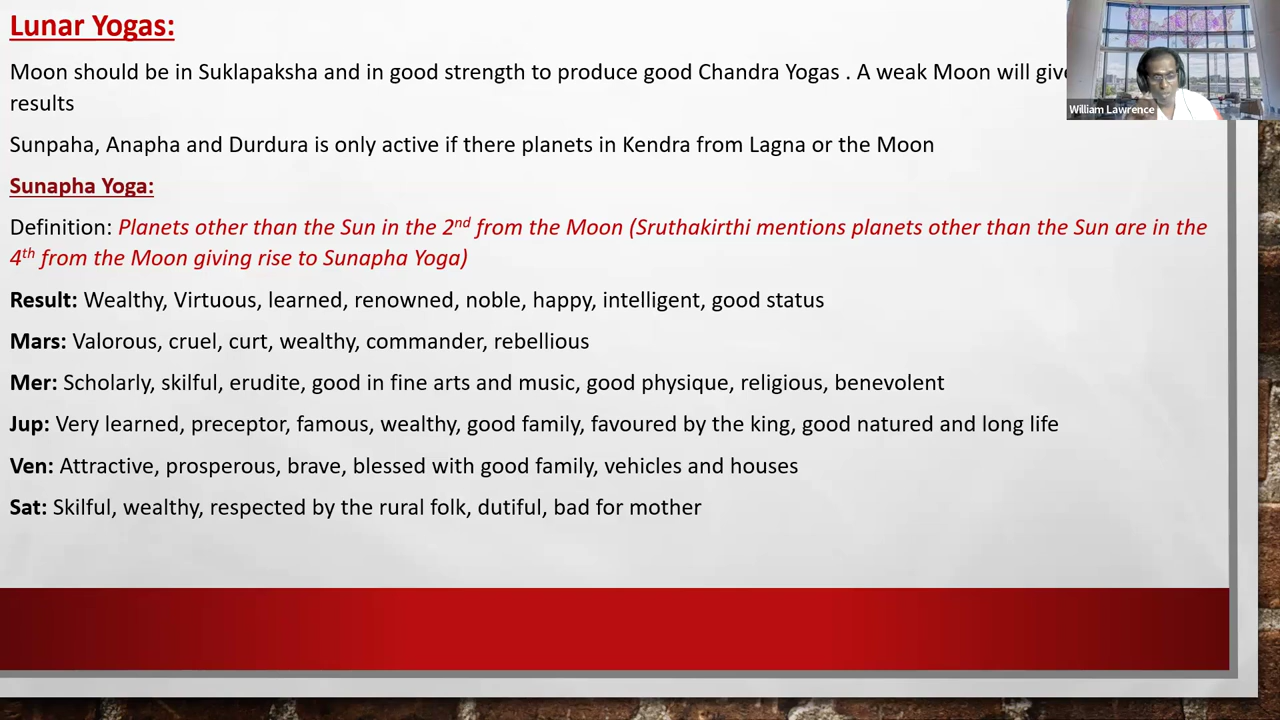 Lunar Yogas:
Moon should be in Suklapaksha and in good strength to produce good Chandra Yogas . A weak Moon will
results
William Lawrence
Sunpaha, Anapha and Durdura is only active if there planets in Kendra from Lagna or the Moon
Sunapha Yoga:
Definition: Planets other than the Sun in the 2nd from the Moon (Sruthakirthi mentions planets other than the Sun are in the
4th from the Moon giving rise to Sunapha Yoga)
Result: Wealthy, Virtuous, learned, renowned, noble, happy, intelligent, good status
Mars: Valorous, cruel, curt, wealthy, commander, rebellious
Mer: Scholarly, skilful, erudite, good in fine arts and music, good physique, religious, benevolent
Jup: Very learned, preceptor, famous, wealthy, good family, favoured by the king, good natured and long life
Ven: Attractive, prosperous, brave, blessed with good family, vehicles and houses
Sat: Skilful, wealthy, respected by the rural folk, dutiful, bad for mother